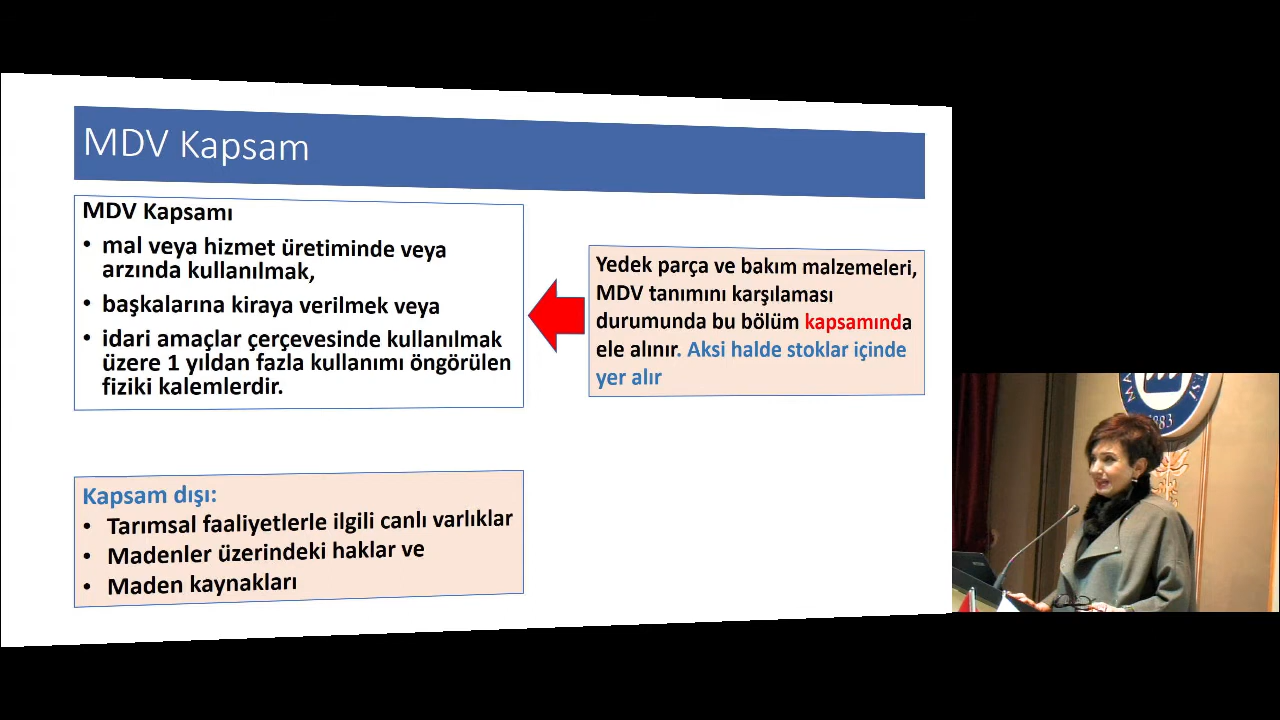 MDV Kapsam
MDV Kapsamı
• mal veya hizmet üretiminde veya
arzında kullanılmak,
• başkalarına kiraya verilmek veya
• idari amaçlar çerçevesinde kullanılmak
üzere 1 yıldan fazla kullanımı öngörülen
fiziki kalemlerdir.
Yedek parça ve bakım malzemeleri,
MDV tanımını karşılaması
durumunda bu bölüm kapsamında
ele alınır. Aksi halde stoklar içinde
yer alır
Kapsam dışı:
• Tarımsal faaliyetlerle ilgili canlı varlıklar
• Madenler üzerindeki haklar ve
• Maden kaynakları